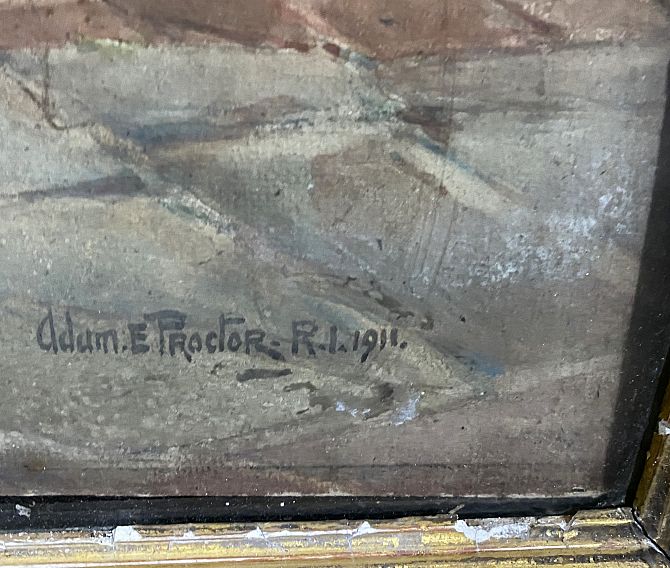 Adam. E Proctor - R.I. 1911.